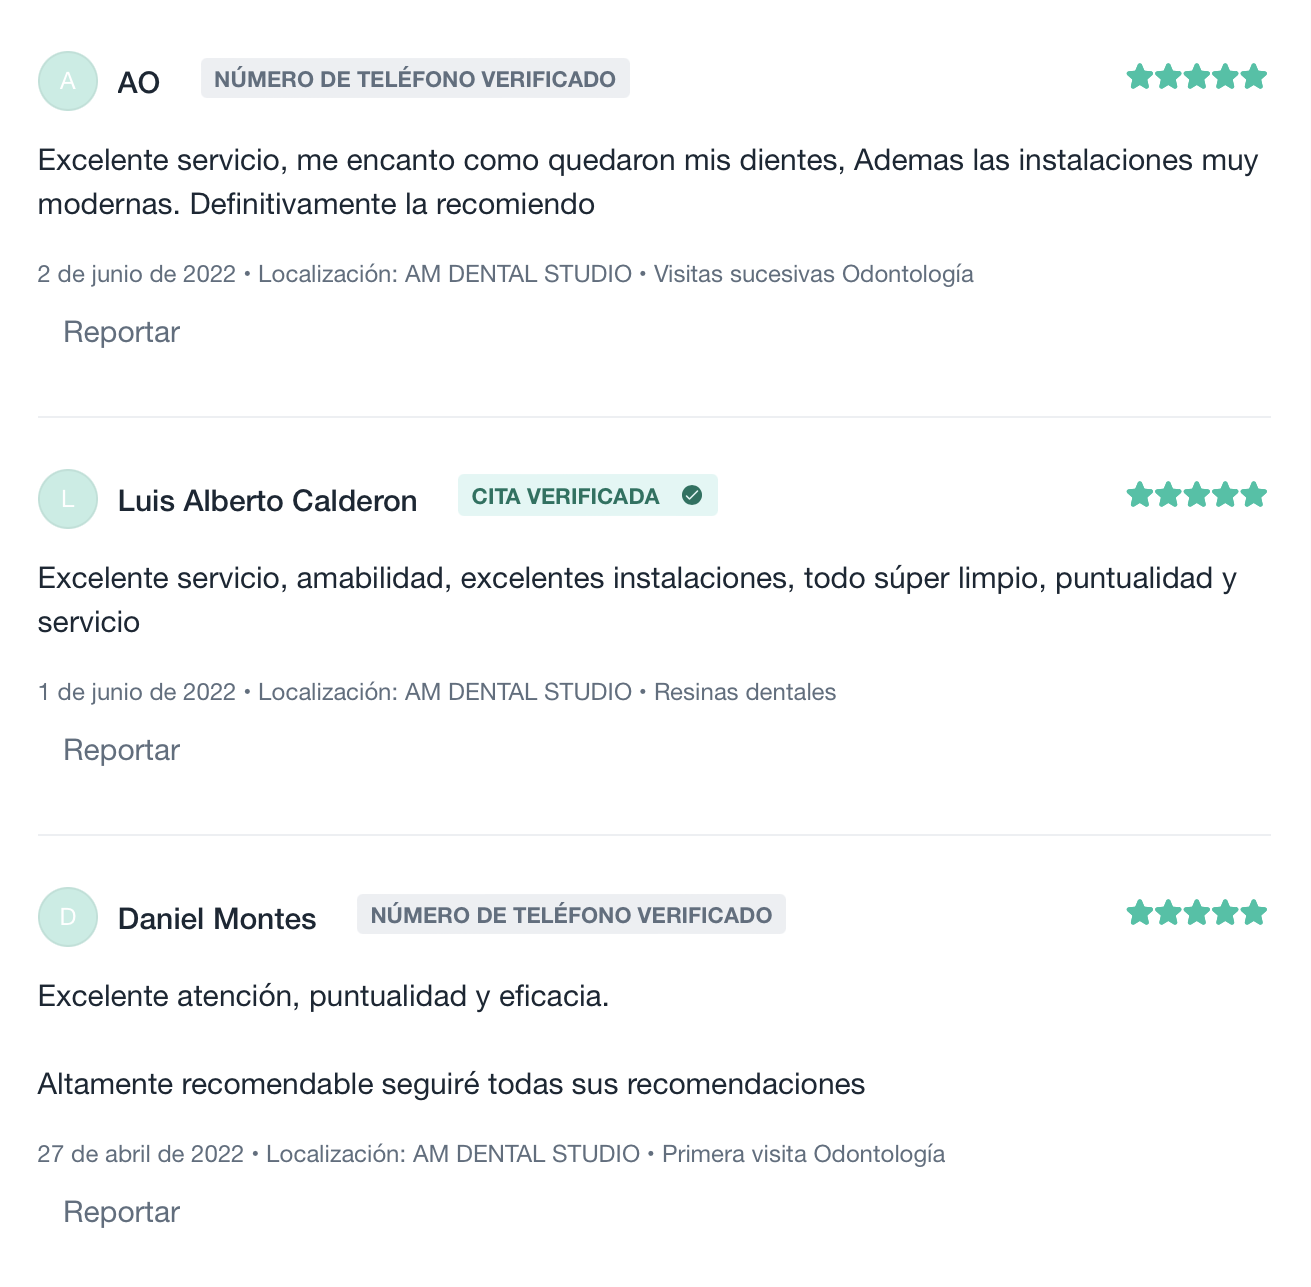 A
AO
NÚMERO DE TELÉFONO VERIFICADO
Excelente servicio, me encanto como quedaron mis dientes, Ademas las instalaciones muy
modernas. Definitivamente la recomiendo
2 de junio de 2022 • Localización: AM DENTAL STUDIO • Visitas sucesivas Odontología
Reportar
L
Luis Alberto Calderon
CITA VERIFICADA
Excelente servicio, amabilidad, excelentes instalaciones, todo súper limpio, puntualidad y
servicio
1 de junio de 2022 • Localización: AM DENTAL STUDIO • Resinas dentales
Reportar
D
Daniel Montes
NÚMERO DE TELÉFONO VERIFICADO
Excelente atención, puntualidad y eficacia.
Altamente recomendable seguiré todas sus recomendaciones
27 de abril de 2022 • Localización: AM DENTAL STUDIO • Primera visita Odontología
Reportar